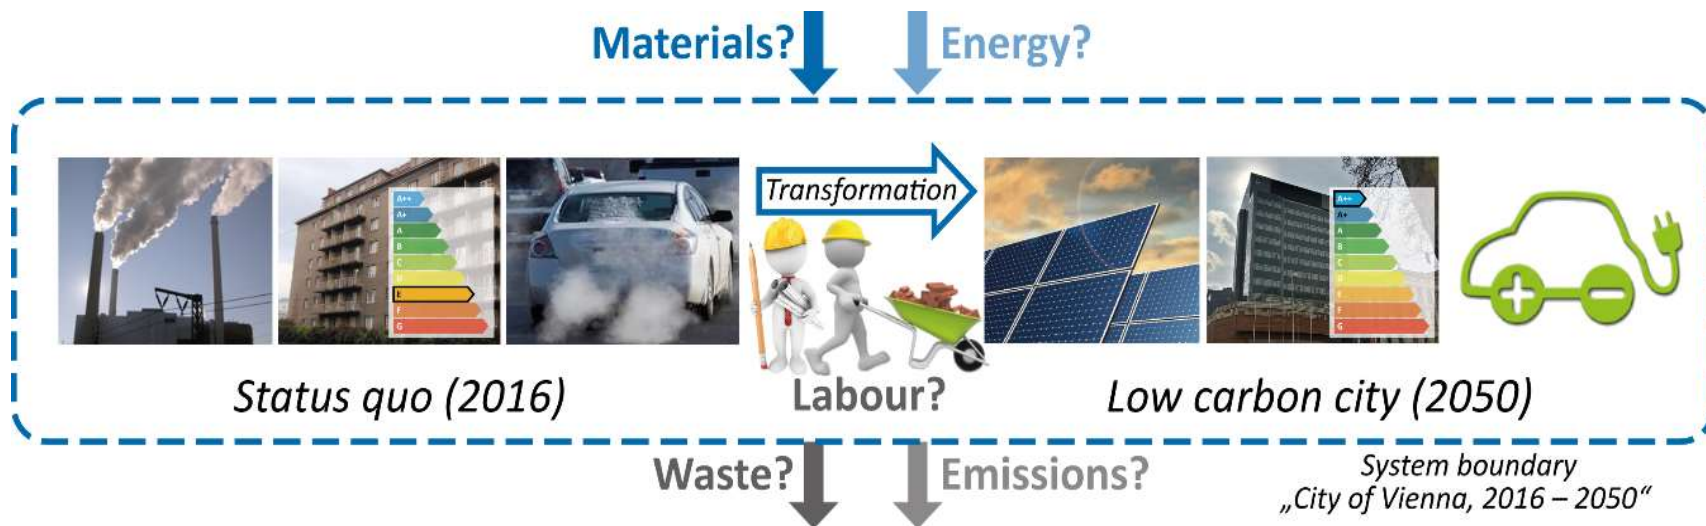 Materials?
Energy?
Transformation
A++
A+
A
B
C
D
E
F
G
A++
A+
A
B
C
D
E
F
G
Status quo (2016)
Labour?
Low carbon city (2050)
Waste?
Emissions?
System boundary
„City of Vienna, 2016 – 2050“